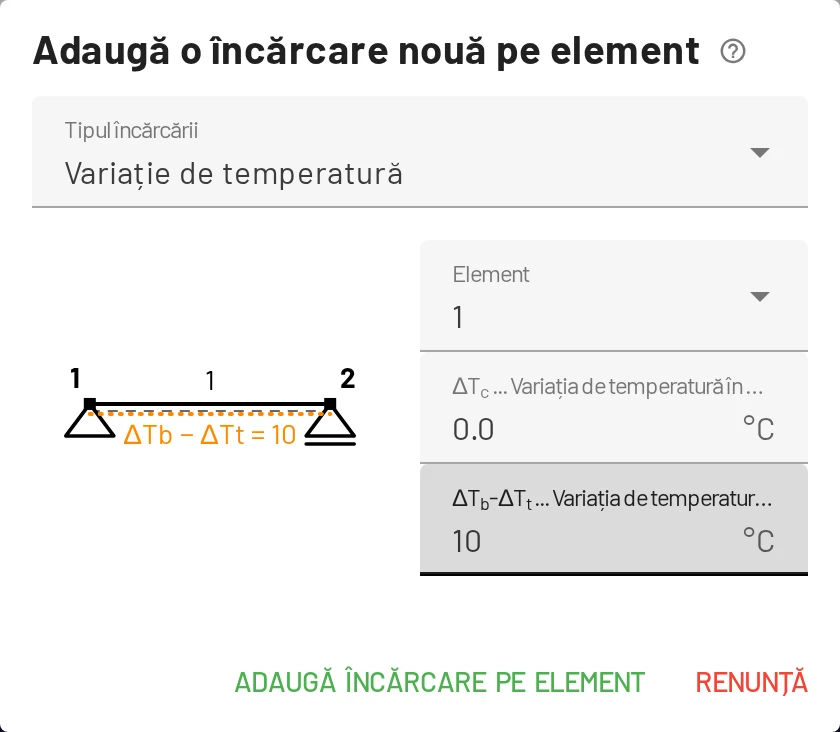 Adaugă o încărcare nouă pe element
Tipul încărcării
Variație de temperatură
Element
1
1 1 2
ΔTb − ΔTt = 10
ΔTc ... Variația de temperatură în ...
0.0 °C
ΔTb-ΔTt ... Variația de temperatur...
10 °C
ADAUGĂ ÎNCĂRCARE PE ELEMENT RENUNȚĂ